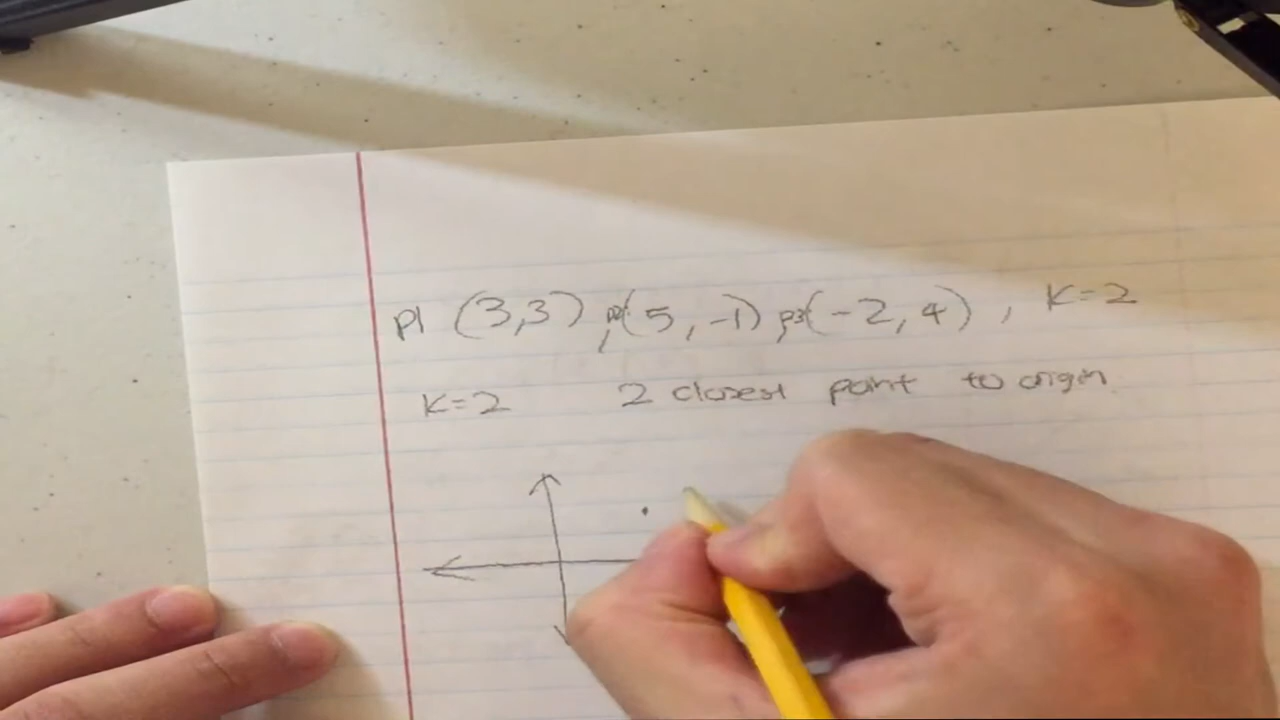 p1 (3,3), p2(5,-1), p3(-2,4), K=2
K=2 2 closest point to origin